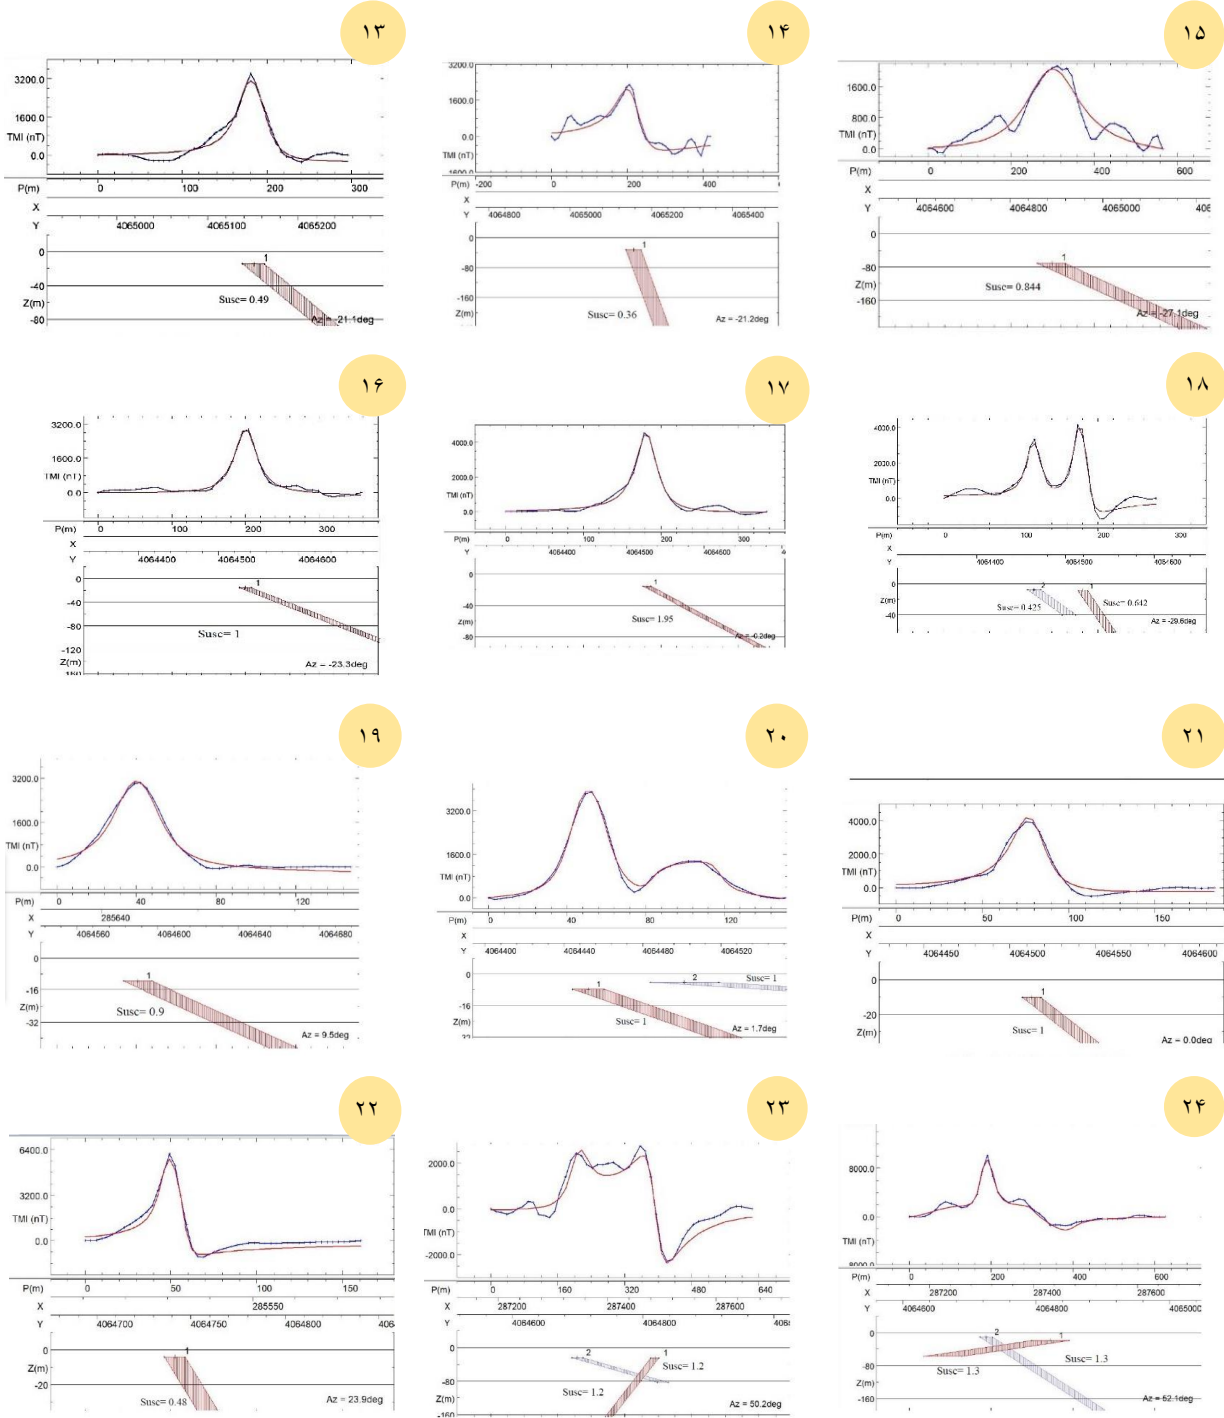 ۱۳
3200.0
1600.0
TMI (nT)
0.0
P(m) 0 100 200 300
X
Y 4065000 4065100 4065200
0
1
-40
Susc= 0.49
Z(m)
-80
Az = -21.1deg
۱۴
3200.0
1600.0
0.0
TMI (nT)
P(m) -200 0 200 400
X
Y 4064800 4065000 4065200 4065400
0
1
-80
-160
Susc= 0.36
Z(m)
Az = -21.2deg
۱۵
1600.0
800.0
TMI (nT)
0.0
P(m) 0 200 400 600
X
Y 4064600 4064800 4065000
0
1
-80
Z(m)
Susc= 0.844
-160
Az = -27.1deg
۱۶
3200.0
TMI (nT)
0.0
P(m) 0 100 200 300
X
Y 4064400 4064500 4064600
0
1
-40
-80
Susc= 1
-120
Z(m)
Az = -23.3deg
۱۷
4000.0
2000.0
TMI (nT)
0.0
P(m) 0 100 200 300
X
Y 4064400 4064500 4064600
0
1
-40
Susc= 1.95
Z(m)
-80
Az = -6.2deg
۱۸
4000.0
2000.0
TMI (nT)
0.0
P(m) 0 100 200 300
X
Y 4064400 4064500 4064600
0
2 1
Z(m)
Susc= 0.425 Susc= 0.642
-40
Az = -29.6deg
۱۹
3200.0
1600.0
TMI (nT)
0.0
P(m) 0 40 80 120
X 285640
Y 4064560 4064600 4064640 4064680
0
1
-16
Z(m)
Susc= 0.9
-32
Az = 9.5deg
۲۰
3200.0
1600.0
TMI (nT)
0.0
P(m) 0 40 80 120
X
Y 4064400 4064440 4064480 4064520
0
2 Susc= 1
1
-16
Z(m)
Susc= 1
Az = 1.7deg
32
۲۱
4000.0
2000.0
TMI (nT)
0.0
P(m) 0 50 100 150
X
Y 4064450 4064500 4064550 4064600
0
1
-20
Z(m)
Susc= 1
Az = 0.0deg
۲۲
6400.0
3200.0
TMI (nT)
0.0
P(m) 0 50 100 150
X 285550
Y 4064700 4064750 4064800
0
1
Z(m)
-20
Susc= 0.48
Az = 23.9deg
۲۳
2000.0
0.0
TMI (nT)
-2000.0
P(m) 0 160 320 480 640
X 287200 287400 287600
Y 4064600 4064800
0
2 1
Susc= 1.2
-80
Susc= 1.2
Z(m)
Az = 50.2deg
-160
۲۴
8000.0
0.0
TMI (nT)
P(m) 0 200 400 600
X 287200 287400 287600
Y 4064600 4064800 4065000
0
2 1
Susc= 1.3
-80
Susc= 1.3
Z(m)
-160
Az = 52.1deg